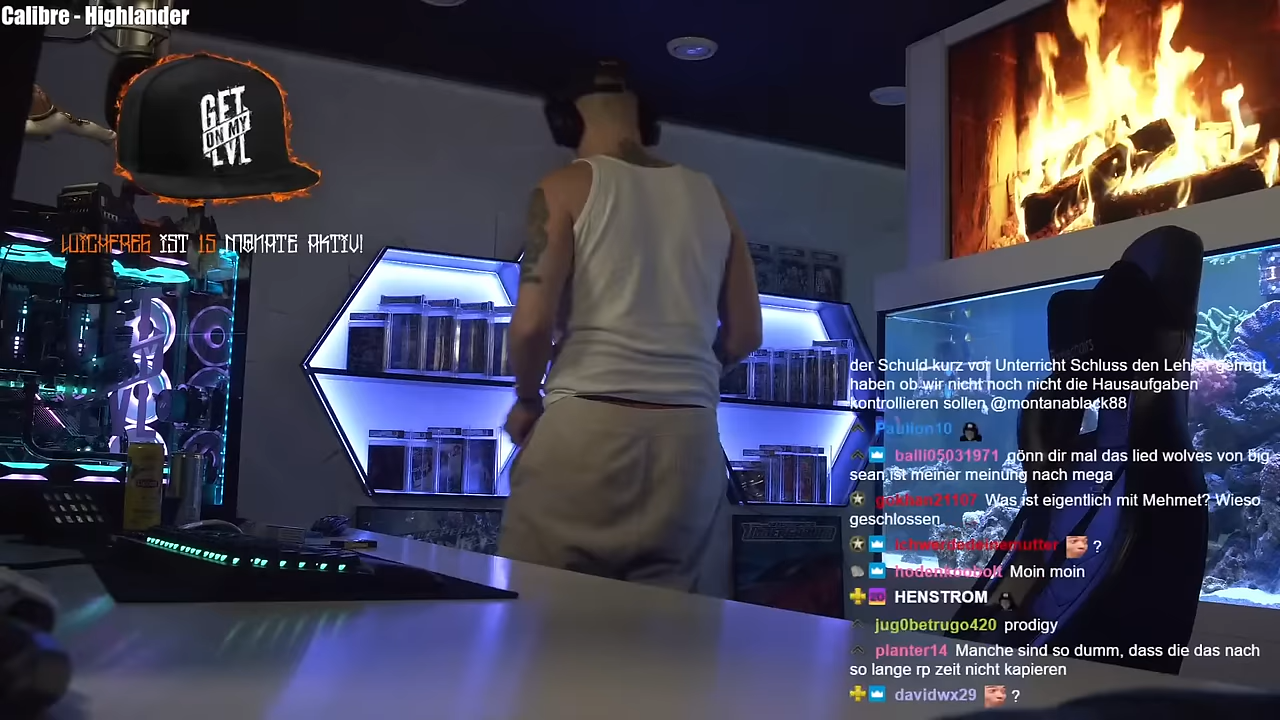 Calibre - Highlander
GET
ON MY
LVL
IST 15 MONATE AKTIV!
der Schuld kurz vor Unterricht Schluss den Lehrer gefragt
haben ob wir nicht noch nicht die Hausaufgaben
kontrollieren sollen @montanablack88
Paulion10
balli05031971 gönn dir mal das lied wolves von big
sean ist meiner meinung nach mega
gokhan21107 Was ist eigentlich mit Mehmet? Wieso
geschlossen
ichwerdedeinemutter ?
hodenkoobolt Moin moin
HENSTROM
jug0betrugo420 prodigy
planter14 Manche sind so dumm, dass die das nach
so lange rp zeit nicht kapieren
davidwx29 ?